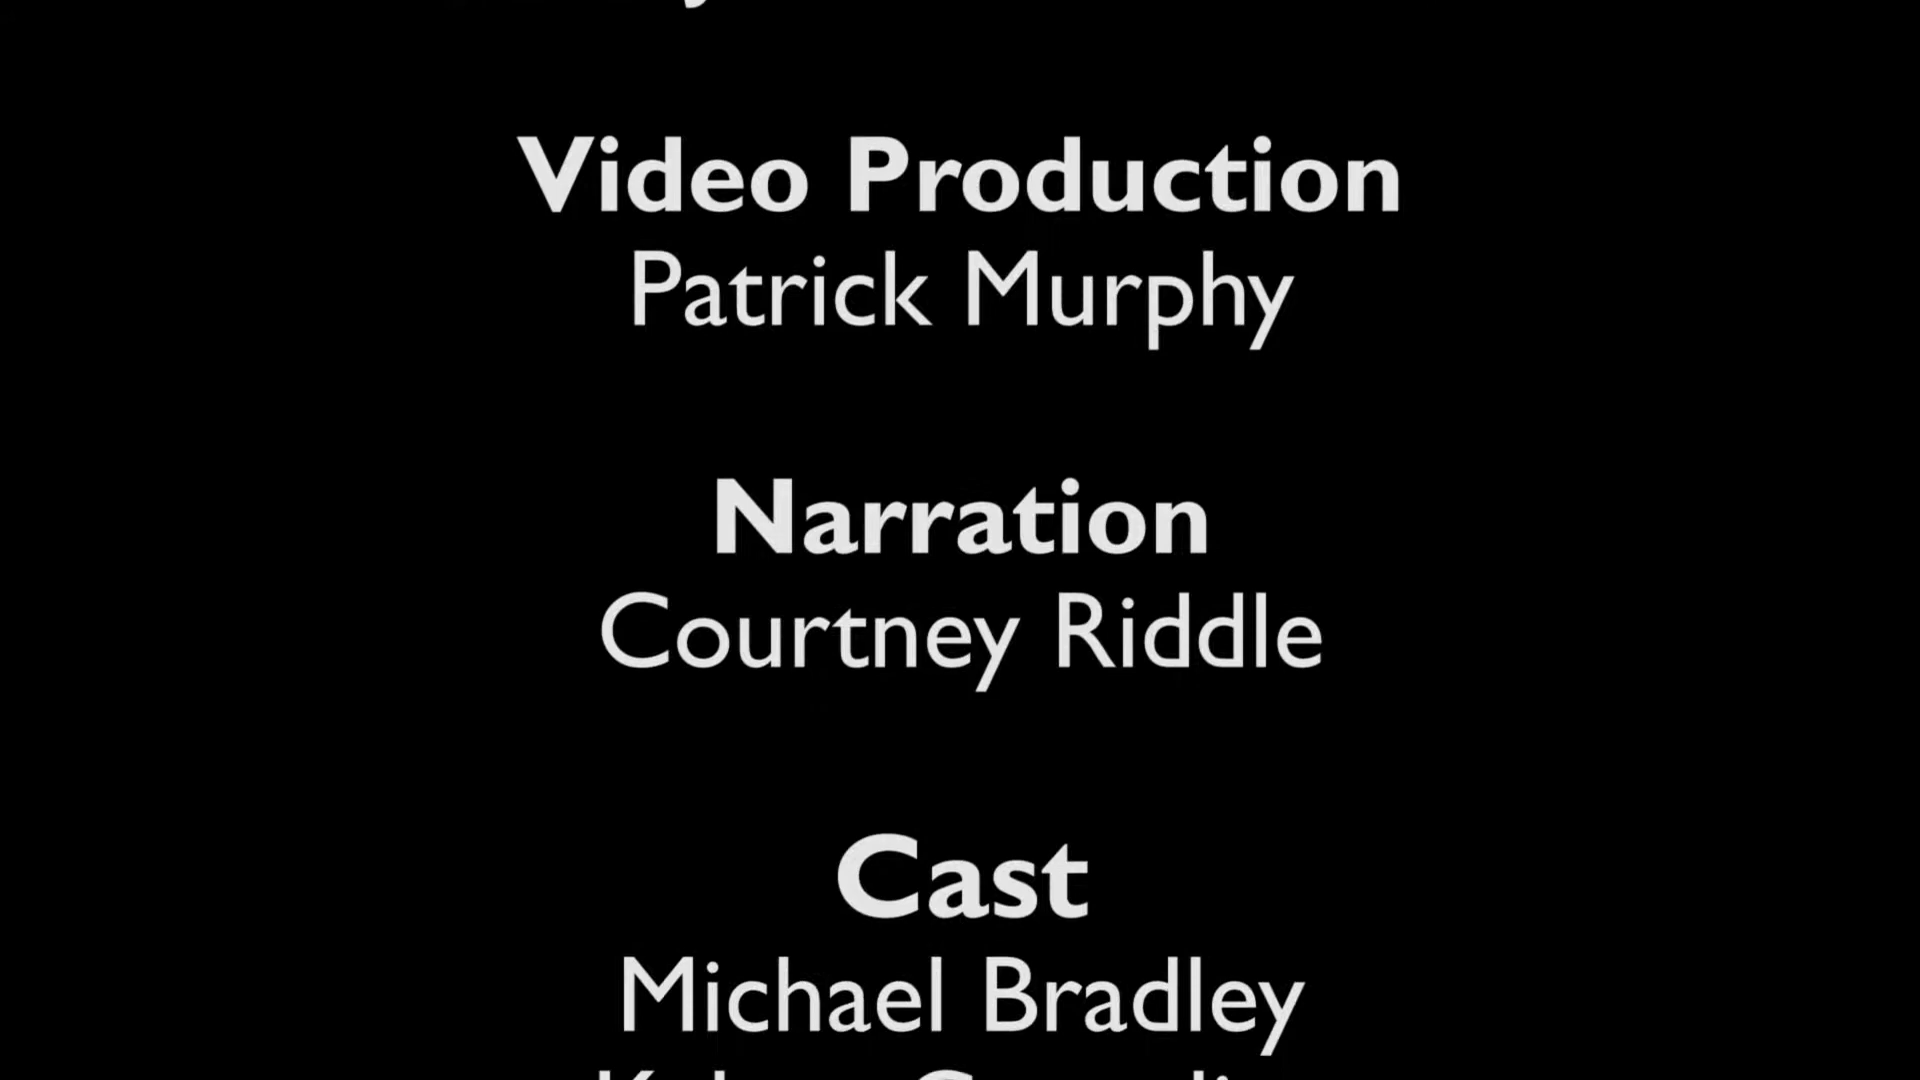 Video Production
Patrick Murphy
Narration
Courtney Riddle
Cast
Michael Bradley